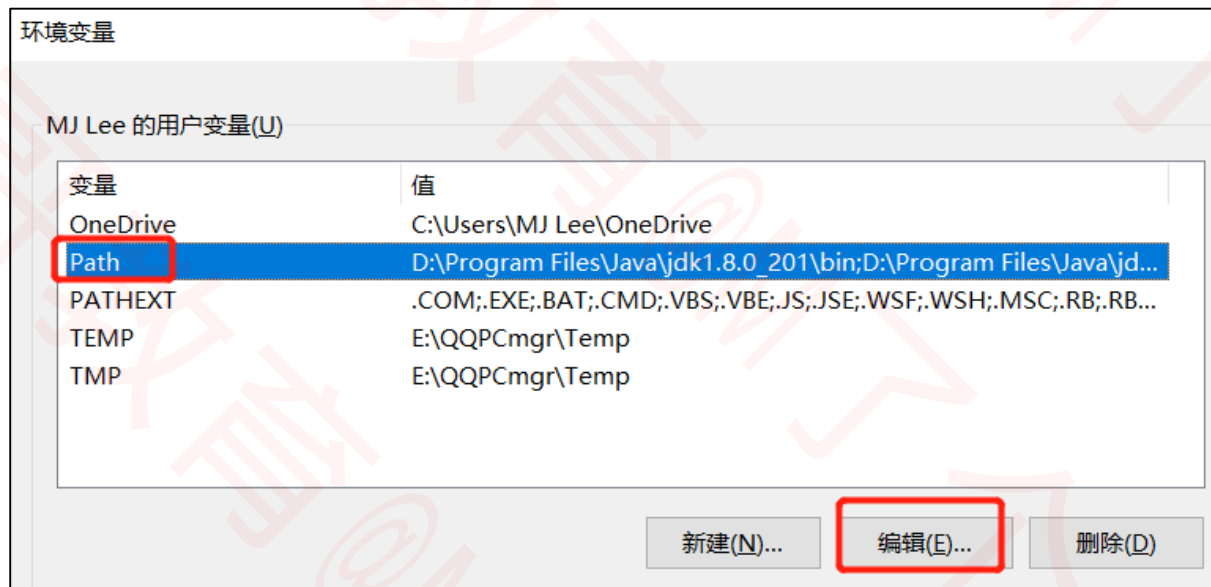 环境变量
MJ Lee 的用户变量(U)
变量 值
OneDrive C:\Users\MJ Lee\OneDrive
Path D:\Program Files\Java\jdk1.8.0_201\bin;D:\Program Files\Java\jd...
PATHEXT .COM;.EXE;.BAT;.CMD;.VBS;.VBE;.JS;.JSE;.WSF;.WSH;.MSC;.RB;.RB...
TEMP E:\QQPCmgr\Temp
TMP E:\QQPCmgr\Temp
新建(N)... 编辑(E)... 删除(D)